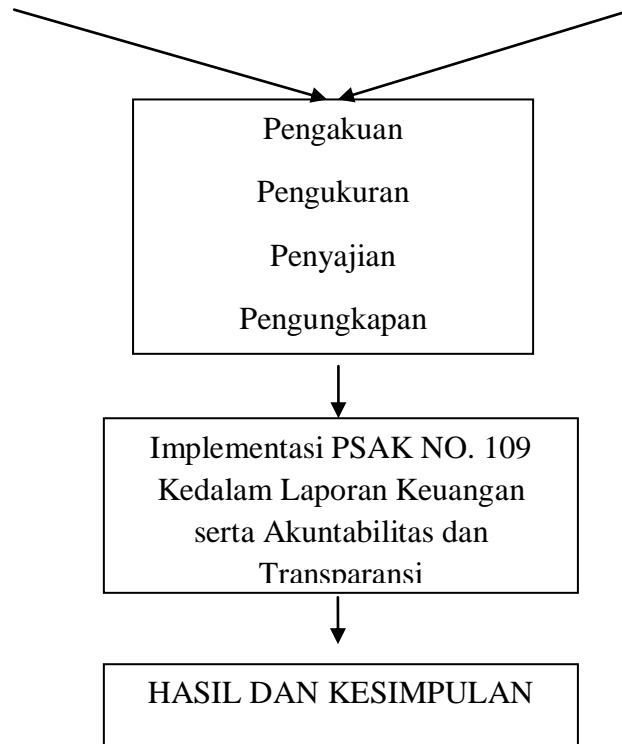 Pengakuan
Pengukuran
Penyajian
Pengungkapan
Implementasi PSAK NO. 109
Kedalam Laporan Keuangan
serta Akuntabilitas dan
Transparansi
HASIL DAN KESIMPULAN